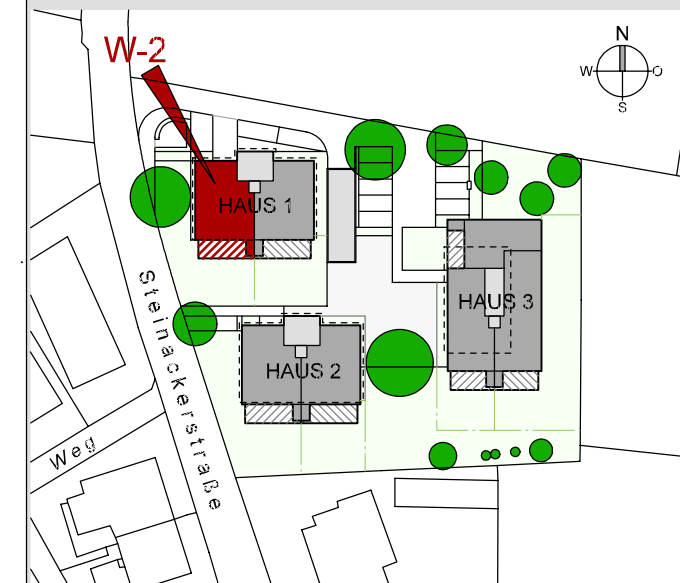 W-2
N
W
O
S
HAUS 1
HAUS 2
HAUS 3
Steinackerstraße
Weg